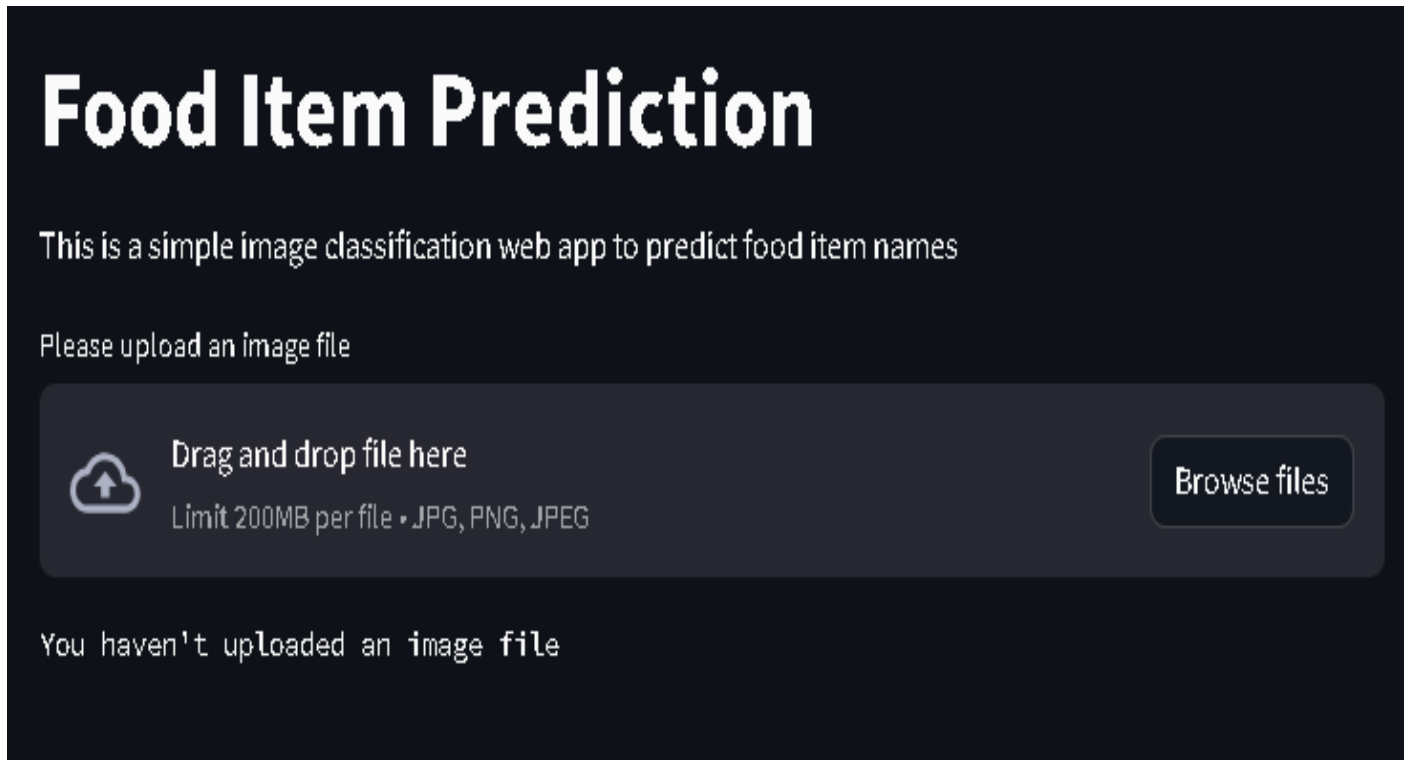 Food Item Prediction
This is a simple image classification web app to predict food item names
Please upload an image file
Drag and drop file here
Limit 200MB per file • JPG, PNG, JPEG
Browse files
You haven't uploaded an image file